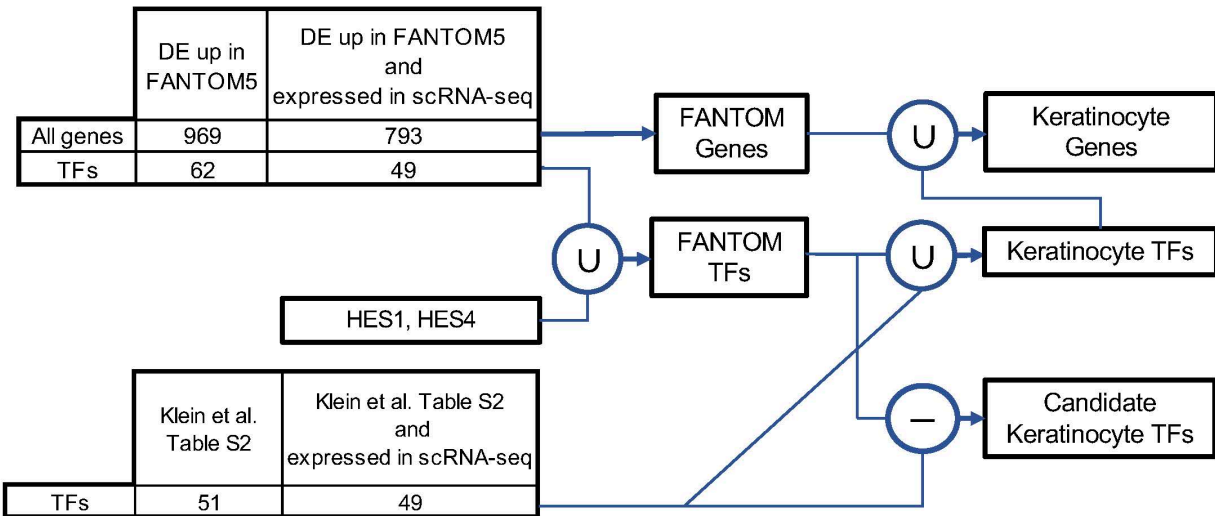 DE up in
FANTOM5
DE up in FANTOM5
and
expressed in scRNA-seq
All genes
969
793
TFs
62
49
FANTOM
Genes
U
Keratinocyte
Genes
U
FANTOM
TFs
U
Keratinocyte TFs
HES1, HES4
Klein et al.
Table S2
Klein et al. Table S2
and
expressed in scRNA-seq
–
Candidate
Keratinocyte TFs
TFs
51
49